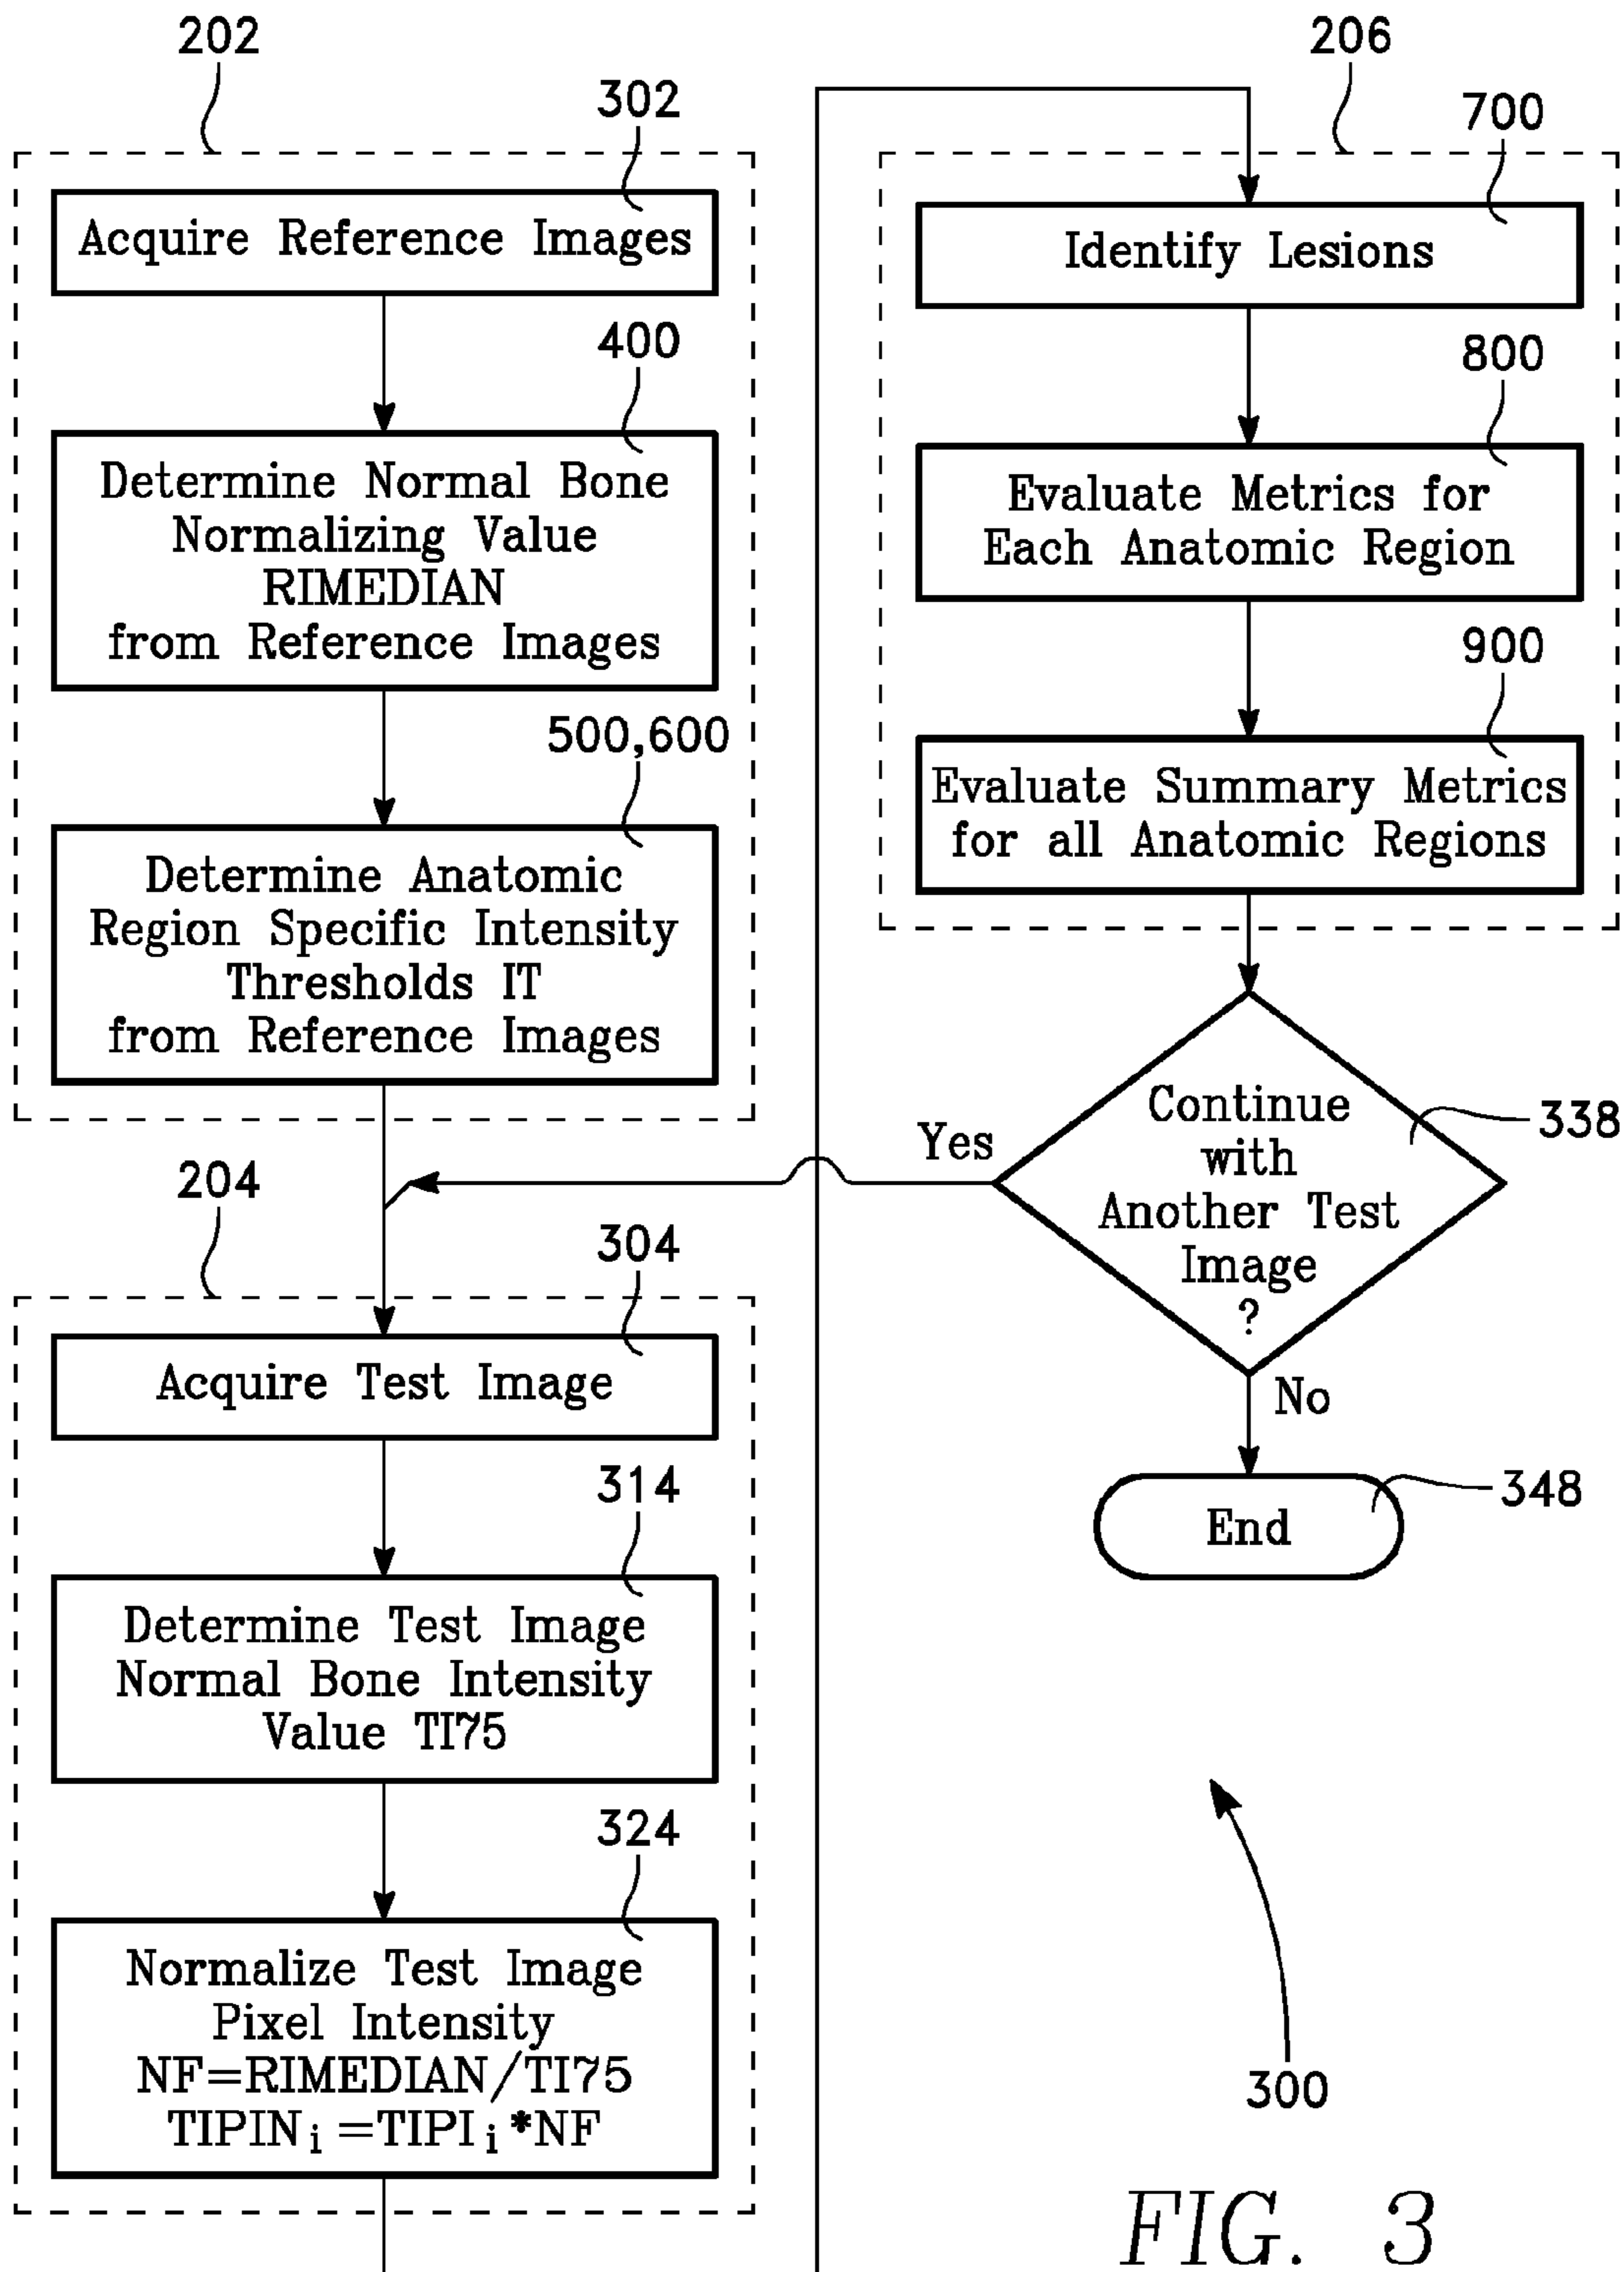 202
302
Acquire Reference Images
400
Determine Normal Bone
Normalizing Value
RIMEDIAN
from Reference Images
500,600
Determine Anatomic
Region Specific Intensity
Thresholds IT
from Reference Images
204
304
Acquire Test Image
314
Determine Test Image
Normal Bone Intensity
Value TI75
324
Normalize Test Image
Pixel Intensity
NF=RIMEDIAN/TI75
TIPIN i =TIPI i *NF
206
700
Identify Lesions
800
Evaluate Metrics for
Each Anatomic Region
900
Evaluate Summary Metrics
for all Anatomic Regions
Continue
with
Another Test
Image
?
338
Yes
No
End
348
300
FIG. 3